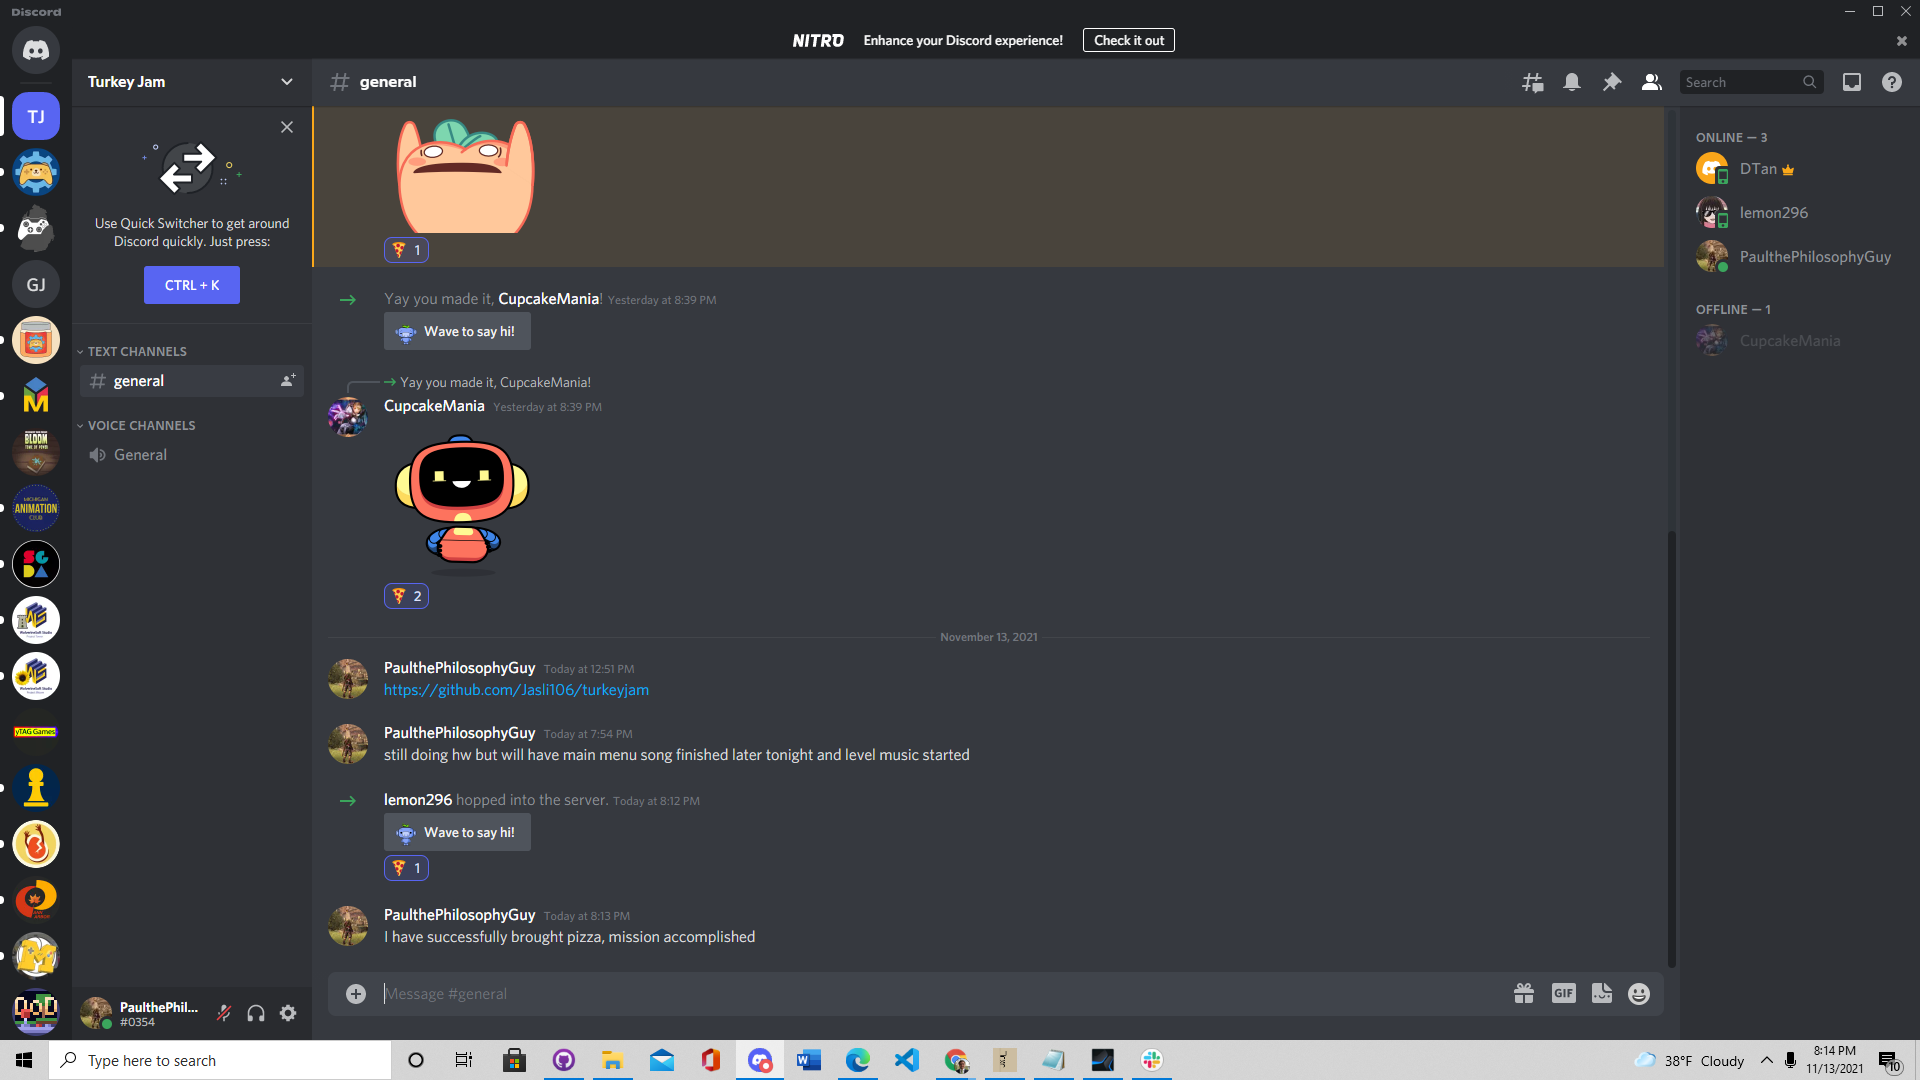 Discord
NITRO Enhance your Discord experience! Check it out
Turkey Jam
# general
Search
TJ
GJ
BLOOM
MICHIGAN
ANIMATION
CLUB
yTAG Games
Use Quick Switcher to get around
Discord quickly. Just press:
CTRL + K
TEXT CHANNELS
# general
VOICE CHANNELS
General
1
Yay you made it, CupcakeMania! Yesterday at 8:39 PM
Wave to say hi!
Yay you made it, CupcakeMania!
CupcakeMania Yesterday at 8:39 PM
2
November 13, 2021
PaulthePhilosophyGuy Today at 12:51 PM
https://github.com/Jasli106/turkeyjam
PaulthePhilosophyGuy Today at 7:54 PM
still doing hw but will have main menu song finished later tonight and level music started
lemon296 hopped into the server. Today at 8:12 PM
Wave to say hi!
1
PaulthePhilosophyGuy Today at 8:13 PM
I have successfully brought pizza, mission accomplished
Message #general
GIF
ONLINE — 3
DTan
lemon296
PaulthePhilosophyGuy
OFFLINE — 1
CupcakeMania
PaulthePhil...
#0354
Type here to search
38°F Cloudy
8:14 PM
11/13/2021
10